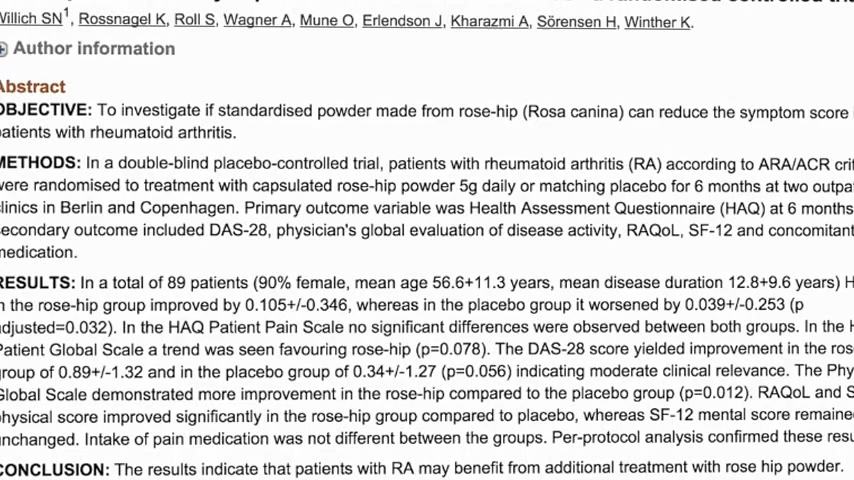 Willich SN1, Rossnagel K, Roll S, Wagner A, Mune O, Erlendson J, Kharazmi A, Sörensen H, Winther K.
Author information
Abstract
OBJECTIVE: To investigate if standardised powder made from rose-hip (Rosa canina) can reduce the symptom score
patients with rheumatoid arthritis.
METHODS: In a double-blind placebo-controlled trial, patients with rheumatoid arthritis (RA) according to ARA/ACR crit
were randomised to treatment with capsulated rose-hip powder 5g daily or matching placebo for 6 months at two outpa
clinics in Berlin and Copenhagen. Primary outcome variable was Health Assessment Questionnaire (HAQ) at 6 months
secondary outcome included DAS-28, physician's global evaluation of disease activity, RAQoL, SF-12 and concomitant
medication.
RESULTS: In a total of 89 patients (90% female, mean age 56.6+11.3 years, mean disease duration 12.8+9.6 years) H
n the rose-hip group improved by 0.105+/-0.346, whereas in the placebo group it worsened by 0.039+/-0.253 (p
adjusted=0.032). In the HAQ Patient Pain Scale no significant differences were observed between both groups. In the H
Patient Global Scale a trend was seen favouring rose-hip (p=0.078). The DAS-28 score yielded improvement in the ros
group of 0.89+/-1.32 and in the placebo group of 0.34+/-1.27 (p=0.056) indicating moderate clinical relevance. The Phy
Global Scale demonstrated more improvement in the rose-hip compared to the placebo group (p=0.012). RAQoL and S
physical score improved significantly in the rose-hip group compared to placebo, whereas SF-12 mental score remaine
unchanged. Intake of pain medication was not different between the groups. Per-protocol analysis confirmed these resu
CONCLUSION: The results indicate that patients with RA may benefit from additional treatment with rose hip powder.